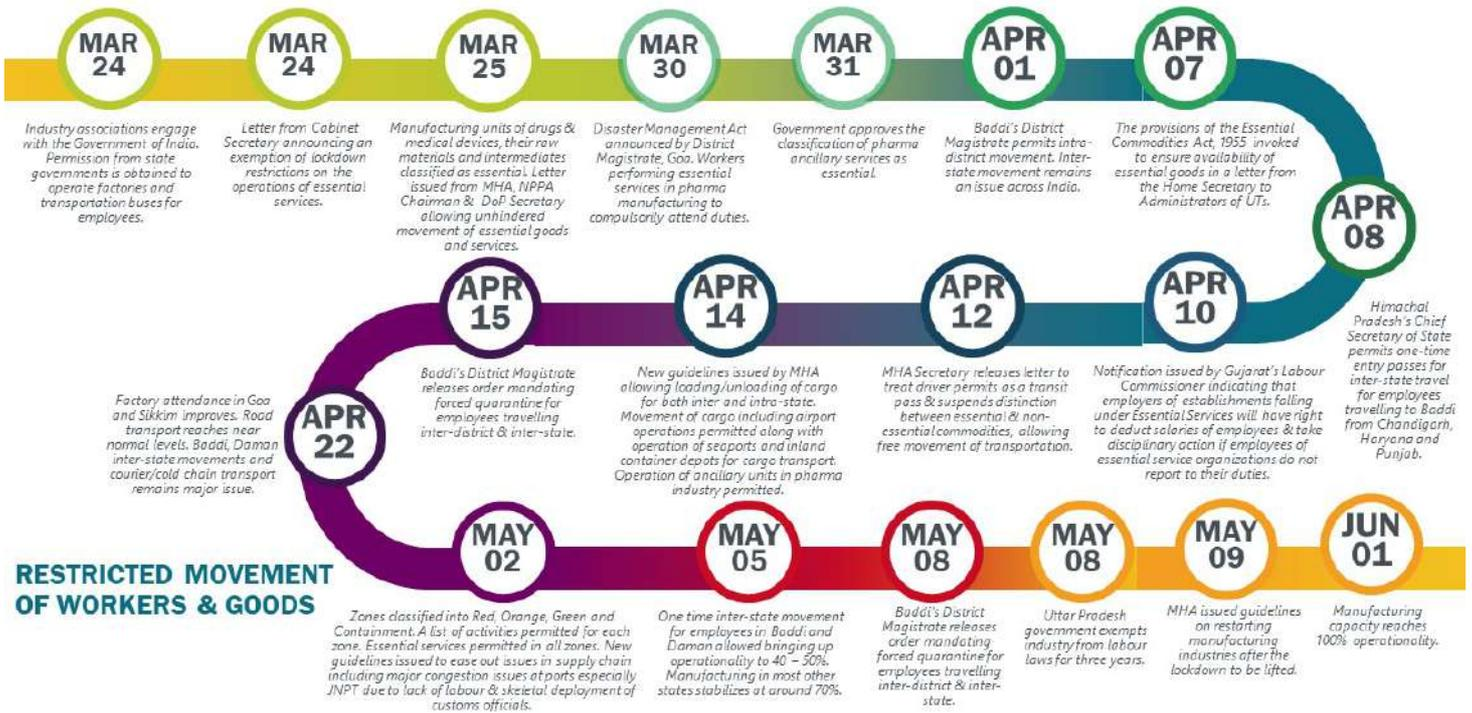 MAR
24
MAR
24
MAR
25
MAR
30
MAR
31
APR
01
APR
07
Industry associations engage
with the Government of India.
Permission from state
governments is obtained to
operate factories and
transportation buses for
employees.
Letter from Cabinet
Secretary announcing an
exemption of lockdown
restrictions on the
operations of essential
services.
Manufacturing units of drugs &
medical devices, their raw
materials and intermediates
classified as essential. Letter
issued from MHA, NPPA
Chairman & DoP Secretary
allowing unhindered
movement of essential goods
and services.
Disaster Management Act
announced by District
Magistrate, Goa. Workers
performing essential
services in pharma
manufacturing to
compulsorily attend duties.
Government approves the
classification of pharma
ancillary services as
essential.
Baddi's District
Magistrate permits intra-
district movement. Inter-
state movement remains
an issue across India.
The provisions of the Essential
Commodities Act, 1955 invoked
to ensure availability of
essential goods in a letter from
the Home Secretary to
Administrators of UTs.
APR
08
Himachal
Pradesh's Chief
Secretary of State
permits one-time
entry passes for
inter-state travel
for employees
travelling to Baddi
from Chandigarh,
Haryana and
Punjab.
APR
10
Notification issued by Gujarat's Labour
Commissioner indicating that
employers of establishments falling
under Essential Services will have right
to deduct salaries of employees & take
disciplinary action if employees of
essential service organizations do not
report to their duties.
APR
12
MHA Secretary releases letter to
treat driver permits as a transit
pass & suspends distinction
between essential & non-
essential commodities, allowing
free movement of transportation.
APR
14
New guidelines issued by MHA
allowing loading/unloading of cargo
for both inter and intra-state.
Movement of cargo including airport
operations permitted along with
operation of seaports and inland
container depots for cargo transport.
Operation of ancillary units in pharma
industry permitted.
APR
15
Baddi's District Magistrate
releases order mandating
forced quarantine for
employees travelling
inter-district & inter-state.
APR
22
Factory attendance in Goa
and Sikkim improves. Road
transport reaches near
normal levels. Baddi, Daman
inter-state movements and
courier/cold chain transport
remains major issue.
MAY
02
MAY
05
MAY
08
MAY
08
MAY
09
JUN
01
RESTRICTED MOVEMENT
OF WORKERS & GOODS
Zones classified into Red, Orange, Green and
Containment. A list of activities permitted for each
zone. Essential services permitted in all zones. New
guidelines issued to ease out issues in supply chain
including major congestion issues at ports especially
JNPT due to lack of labour & skeletal deployment of
customs officials.
One time inter-state movement
for employees in Baddi and
Daman allowed bringing up
operationality to 40 – 50%.
Manufacturing in most other
states stabilizes at around 70%.
Baddi's District
Magistrate releases
order mandating
forced quarantine for
employees travelling
inter-district & inter-
state.
Uttar Pradesh
government exempts
industry from labour
laws for three years.
MHA issued guidelines
on restarting
manufacturing
industries after the
lockdown to be lifted.
Manufacturing
capacity reaches
100% operationality.